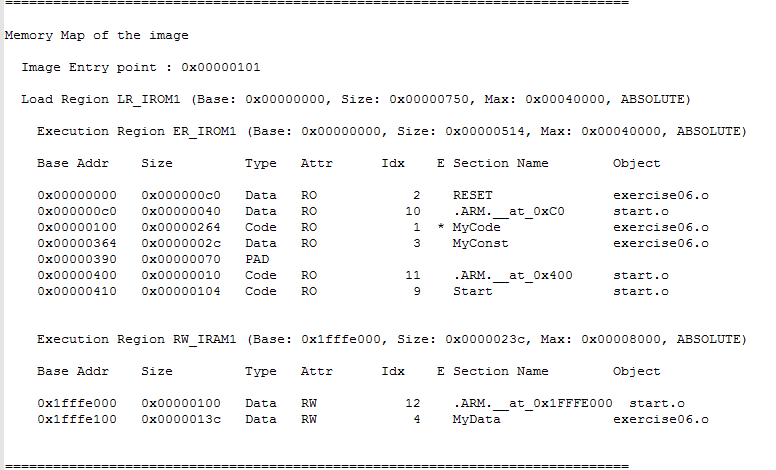 ==============================================================================
Memory Map of the image
Image Entry point : 0x00000101
Load Region LR_IROM1 (Base: 0x00000000, Size: 0x00000750, Max: 0x00040000, ABSOLUTE)
Execution Region ER_IROM1 (Base: 0x00000000, Size: 0x00000514, Max: 0x00040000, ABSOLUTE)
Base Addr    Size         Type   Attr      Idx    E Section Name        Object
0x00000000   0x000000c0   Data   RO            2    RESET               exercise06.o
0x000000c0   0x00000040   Data   RO           10    .ARM.__at_0xC0      start.o
0x00000100   0x00000264   Code   RO            1  * MyCode              exercise06.o
0x00000364   0x0000002c   Data   RO            3    MyConst             exercise06.o
0x00000390   0x00000070   PAD
0x00000400   0x00000010   Code   RO           11    .ARM.__at_0x400     start.o
0x00000410   0x00000104   Code   RO            9    Start               start.o
Execution Region RW_IRAM1 (Base: 0x1fffe000, Size: 0x0000023c, Max: 0x00008000, ABSOLUTE)
Base Addr    Size         Type   Attr      Idx    E Section Name        Object
0x1fffe000   0x00000100   Data   RW           12    .ARM.__at_0x1FFFE000  start.o
0x1fffe100   0x0000013c   Data   RW            4    MyData              exercise06.o
==============================================================================